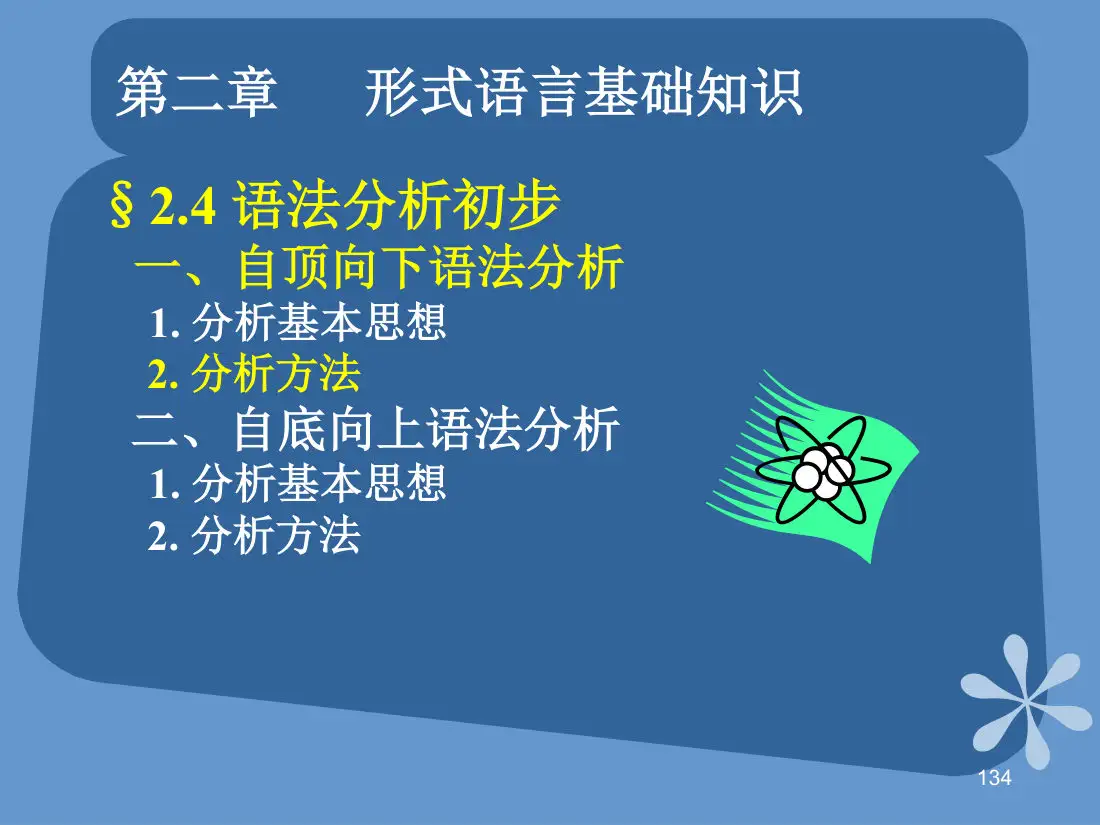 第二章 形式语言基础知识
§2.4 语法分析初步
一、自顶向下语法分析
1. 分析基本思想
2. 分析方法
二、自底向上语法分析
1. 分析基本思想
2. 分析方法
134